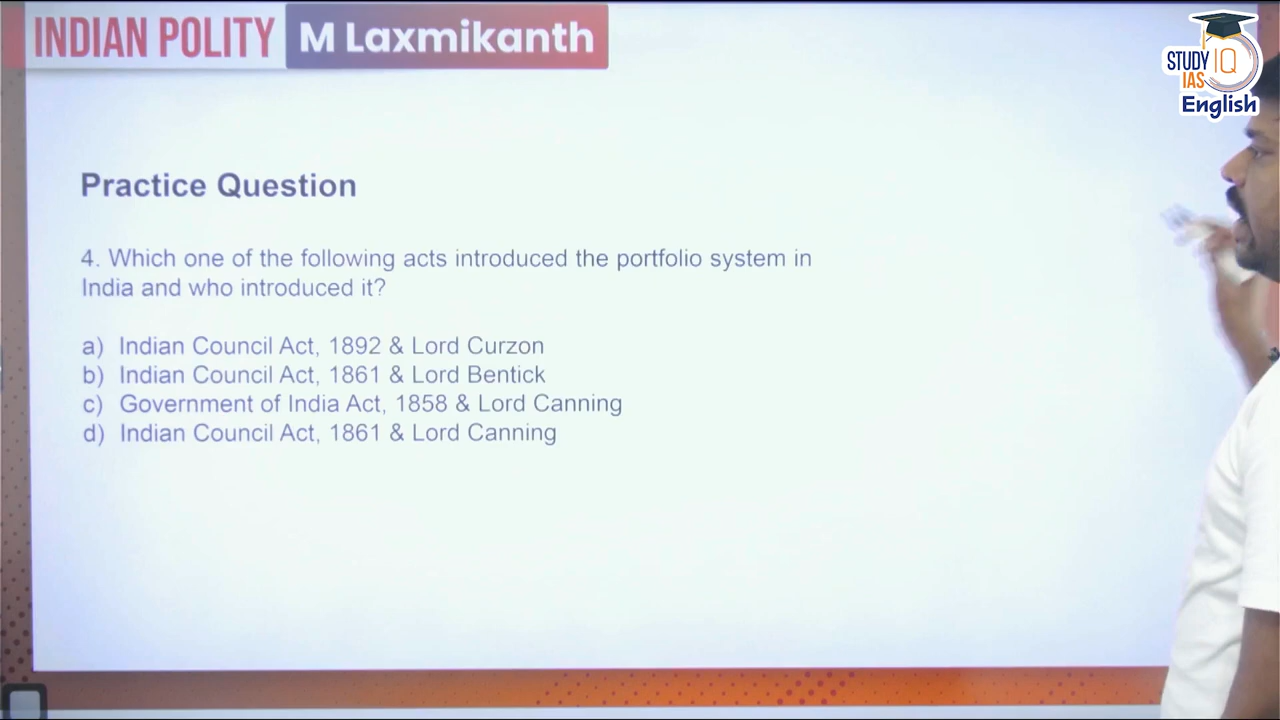 INDIAN POLITY M Laxmikanth
STUDY IQ
IAS
English
Practice Question
4. Which one of the following acts introduced the portfolio system in
India and who introduced it?
a) Indian Council Act, 1892 & Lord Curzon
b) Indian Council Act, 1861 & Lord Bentick
c) Government of India Act, 1858 & Lord Canning
d) Indian Council Act, 1861 & Lord Canning